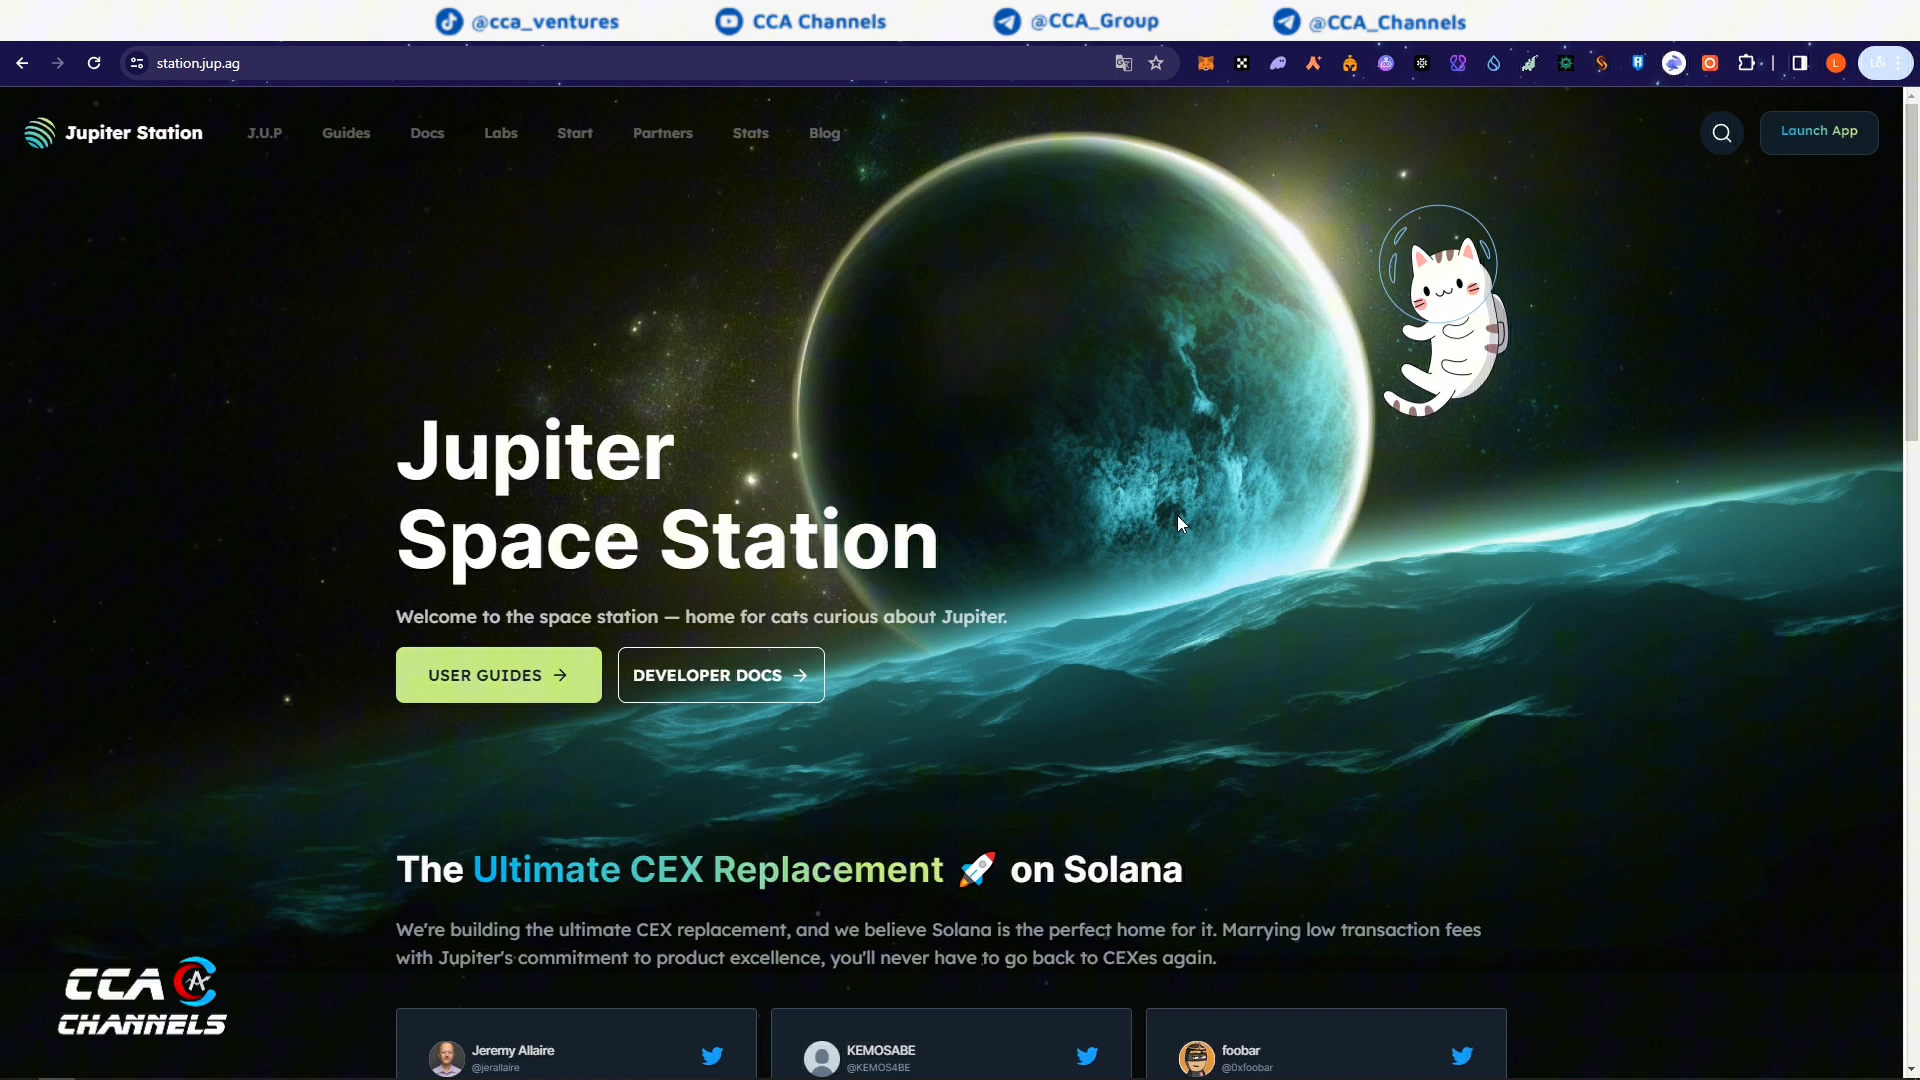 @cca_ventures CCA Channels @CCA_Group @CCA_Channels
station.jup.ag
Jupiter Station J.U.P Guides Docs Labs Start Partners Stats Blog Launch App
Jupiter
Space Station
Welcome to the space station — home for cats curious about Jupiter.
USER GUIDES → DEVELOPER DOCS →
The Ultimate CEX Replacement 🚀 on Solana
We're building the ultimate CEX replacement, and we believe Solana is the perfect home for it. Marrying low transaction fees
with Jupiter's commitment to product excellence, you'll never have to go back to CEXes again.
CCA
CHANNELS
Jeremy Allaire
@jerallaire
KEMOSABE
@KEMOS4BE
foobar
@0xfoobar